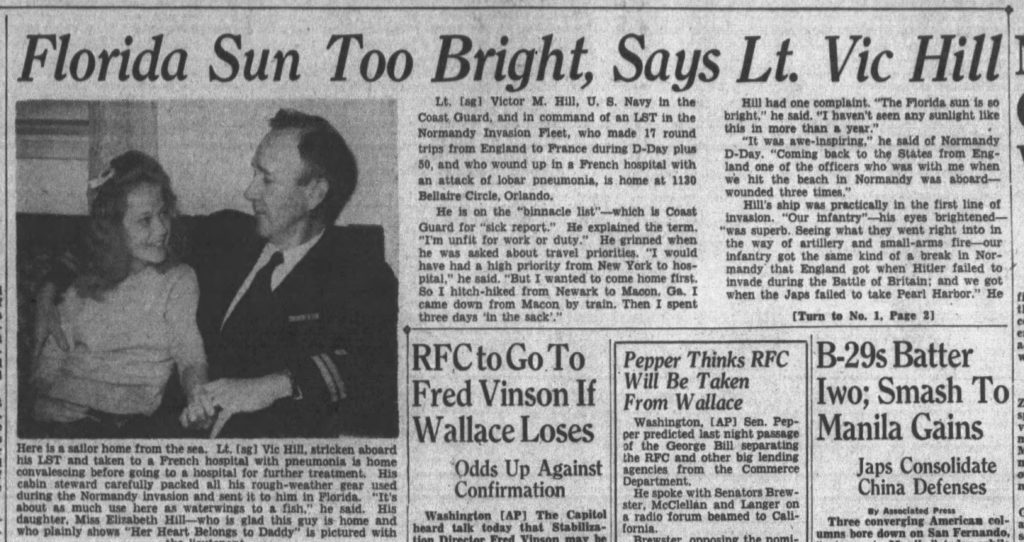 Florida Sun Too Bright, Says Lt. Vic Hill
Lt. [sg] Victor M. Hill, U. S. Navy in the
Coast Guard, and in command of an LST in the
Normandy Invasion Fleet, who made 17 round
trips from England to France during D-Day plus
50, and who wound up in a French hospital with
an attack of lobar pneumonia, is home at 1130
Bellaire Circle, Orlando.
He is on the "binnacle list"—which is Coast
Guard for "sick report." He explained the term.
"I'm unfit for work or duty." He grinned when
he was asked about travel priorities. "I would
have had a high priority from New York to hos-
pital," he said. "But I wanted to come home first.
So I hitch-hiked from Newark to Macon, Ga. I
came down from Macon by train. Then I spent
three days 'in the sack'."
Hill had one complaint. "The Florida sun is so
bright," he said. "I haven't seen any sunlight like
this in more than a year."
"It was awe-inspiring," he said of Normandy
D-Day. "Coming back to the States from Eng-
land one of the officers who was with me when
we hit the beach in Normandy was aboard—
wounded three times."
Hill's ship was practically in the first line of
invasion. "Our infantry"—his eyes brightened—
"was superb. Seeing what they went right into in
the way of artillery and small-arms fire—our
infantry got the same kind of a break in Nor-
mandy that England got when Hitler failed to
invade during the Battle of Britain; and we got
when the Japs failed to take Pearl Harbor." He
[Turn to No. 1, Page 2]
Here is a sailor home from the sea. Lt. [sg] Vic Hill, stricken aboard
his LST and taken to a French hospital with pneumonia is home
convalescing before going to a hospital for further treatment. His
cabin steward carefully packed all his rough-weather gear used
during the Normandy invasion and sent it to him in Florida. "It's
about as much use here as waterwings to a fish," he said. His
daughter, Miss Elizabeth Hill—who is glad this guy is home and
who plainly shows "Her Heart Belongs to Daddy" is pictured with
the lieutenant.
RFC to Go To
Fred Vinson If
Wallace Loses
Odds Up Against
Confirmation
Washington [AP] The Capitol
heard talk today that Stabiliza-
tion Director Fred Vinson may be
Pepper Thinks RFC
Will Be Taken
From Wallace
Washington, [AP] Sen. Pep-
per predicted last night passage
of the George Bill separating
the RFC and other big lending
agencies from the Commerce
Department.
He spoke with Senators Brew-
ster, McClellan and Langer on
a radio forum beamed to Cali-
fornia.
Brewster, opposing the nomi-
B-29s Batter
Iwo; Smash To
Manila Gains
Japs Consolidate
China Defenses
By Associated Press
Three converging American col-
umns bore down on San Fernando,